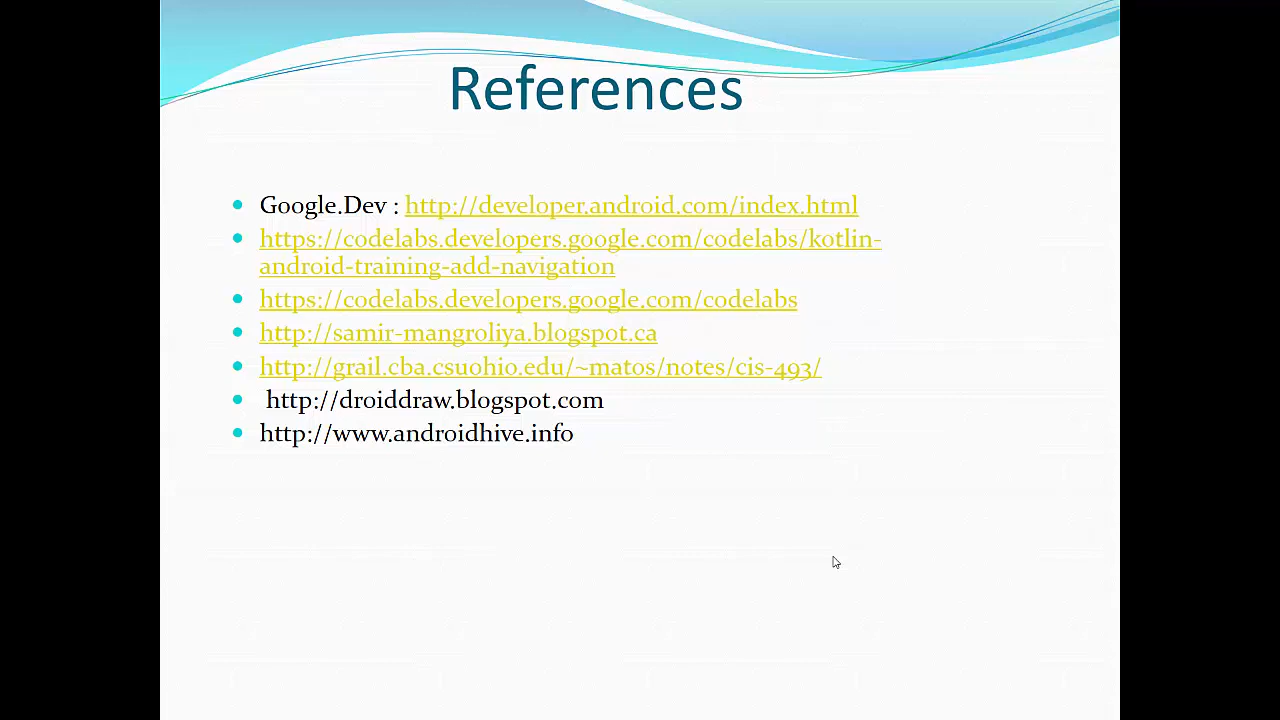 References
Google.Dev : http://developer.android.com/index.html
https://codelabs.developers.google.com/codelabs/kotlin-
android-training-add-navigation
https://codelabs.developers.google.com/codelabs
http://samir-mangroliya.blogspot.ca
http://grail.cba.csuohio.edu/~matos/notes/cis-493/
http://droiddraw.blogspot.com
http://www.androidhive.info